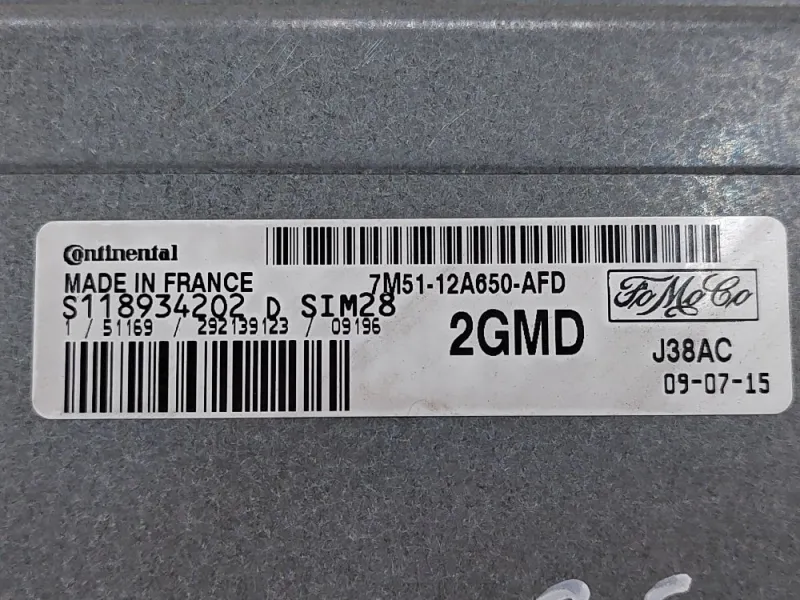 Continental
MADE IN FRANCE
7M51-12A650-AFD
S118934202 D SIM28
1 / 51169 / 292139123 / 09196
2GMD
FoMoCo
J38AC
09-07-15